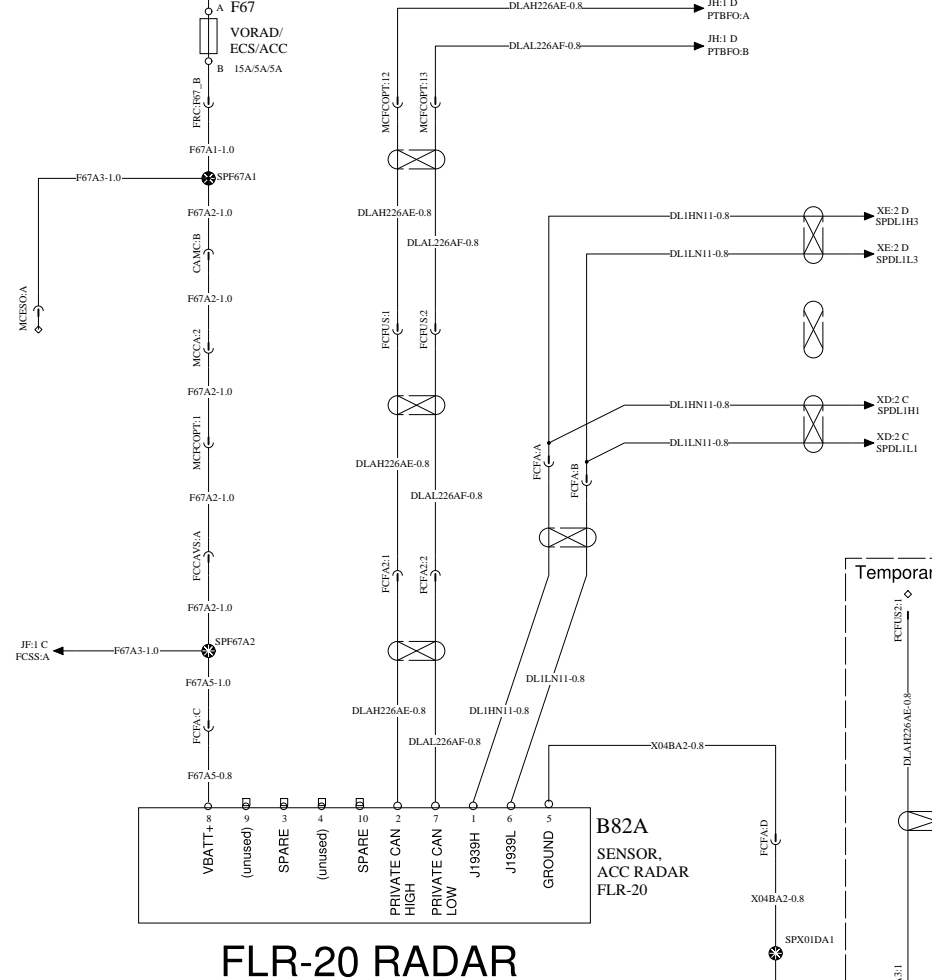 A F67
VORAD/
ECS/ACC
B 15A/5A/5A
FRC:F67_B
F67A1-1.0
F67A3-1.0
SPF67A1
F67A2-1.0
CAMC:B
MCESO:A
F67A2-1.0
MCCA:2
F67A2-1.0
MCFCOPT:1
F67A2-1.0
FCCAVS:A
F67A2-1.0
SPF67A2
JF:1 C
FCSS:A
F67A3-1.0
F67A5-1.0
FCFA:C
F67A5-0.8
DLAH226AE-0.8
JH:1 D
PTBFO:A
DLAL226AF-0.8
JH:1 D
PTBFO:B
MCFCOPT:12
MCFCOPT:13
DLAH226AE-0.8
DLAL226AF-0.8
FCFUS:1
FCFUS:2
DLAH226AE-0.8
DLAL226AF-0.8
FCFA2:1
FCFA2:2
DLAH226AE-0.8
DLAL226AF-0.8
DL1HN11-0.8
XE:2 D
SPDL1H3
DL1LN11-0.8
XE:2 D
SPDL1L3
DL1HN11-0.8
XD:2 C
SPDL1H1
DL1LN11-0.8
XD:2 C
SPDL1L1
FCFA:A
FCFA:B
DL1LN11-0.8
DL1HN11-0.8
X04BA2-0.8
FCFA:D
X04BA2-0.8
SPX01DA1
Temporar
FCFUS2:1
DLAH226AE-0.8
A3:1
8 9 3 4 10 2 7 1 6 5
VBATT+
(unused)
SPARE
(unused)
SPARE
PRIVATE CAN
HIGH
PRIVATE CAN
LOW
J1939H
J1939L
GROUND
B82A
SENSOR,
ACC RADAR
FLR-20
FLR-20 RADAR